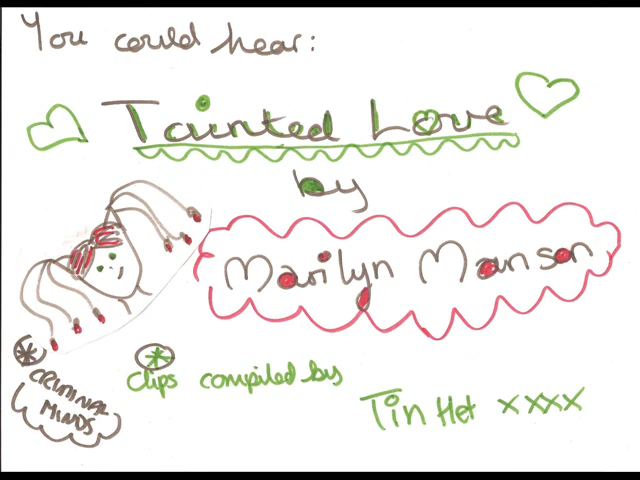 You could hear:
Tainted Love
by
Marilyn Manson
* CRIMINAL MINDS
* clips compiled by
Tin Het xxxx